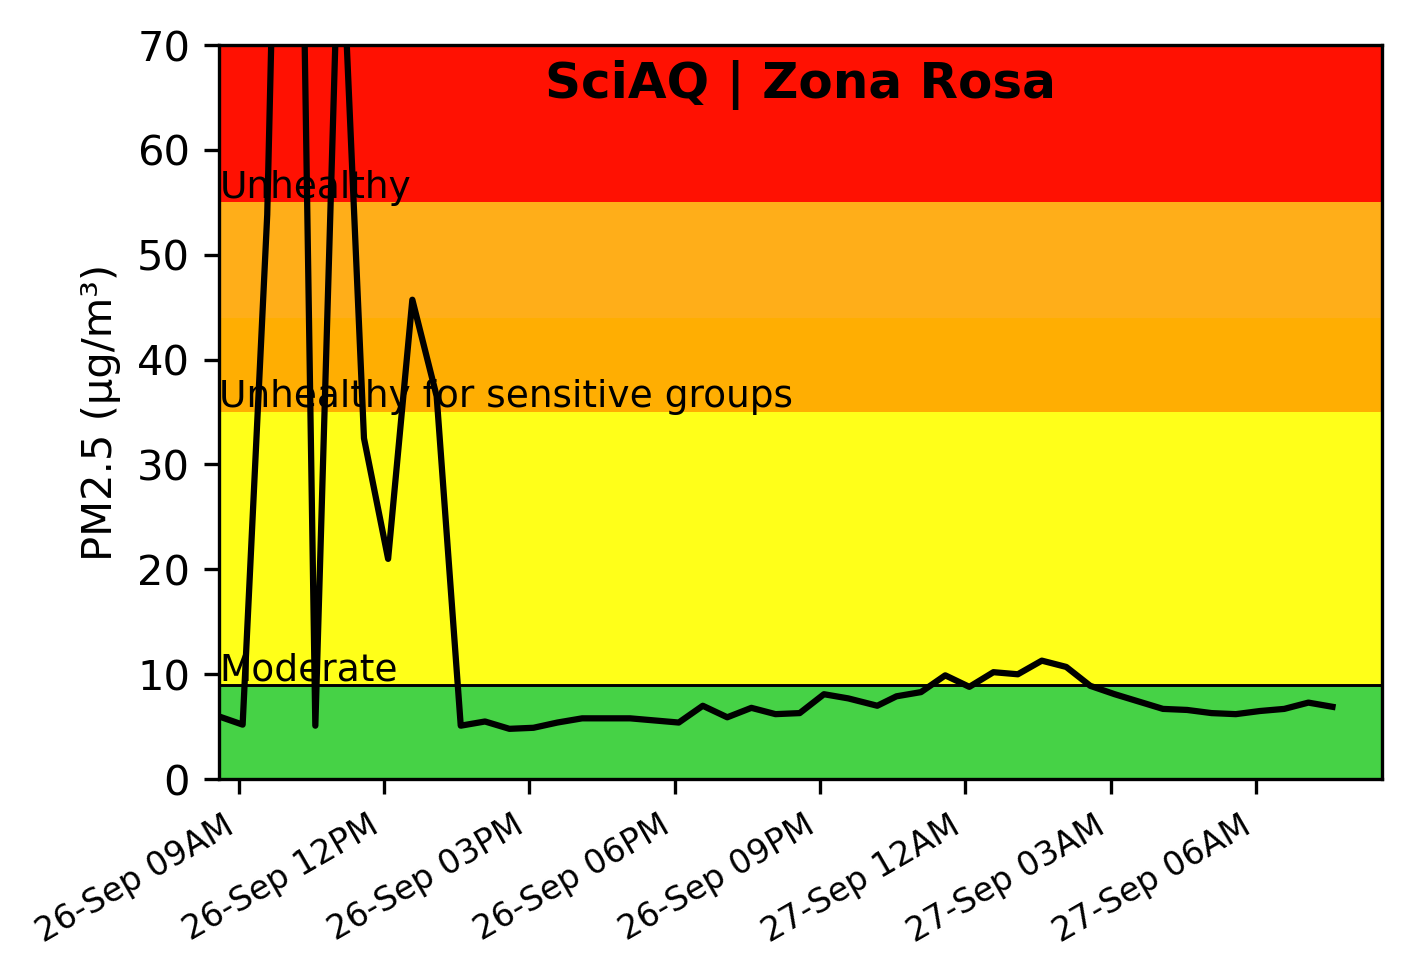 SciAQ | Zona Rosa
PM2.5 (µg/m³)
70
60
50
40
30
20
10
0
Unhealthy
Unhealthy for sensitive groups
Moderate
26-Sep 09AM
26-Sep 12PM
26-Sep 03PM
26-Sep 06PM
26-Sep 09PM
27-Sep 12AM
27-Sep 03AM
27-Sep 06AM